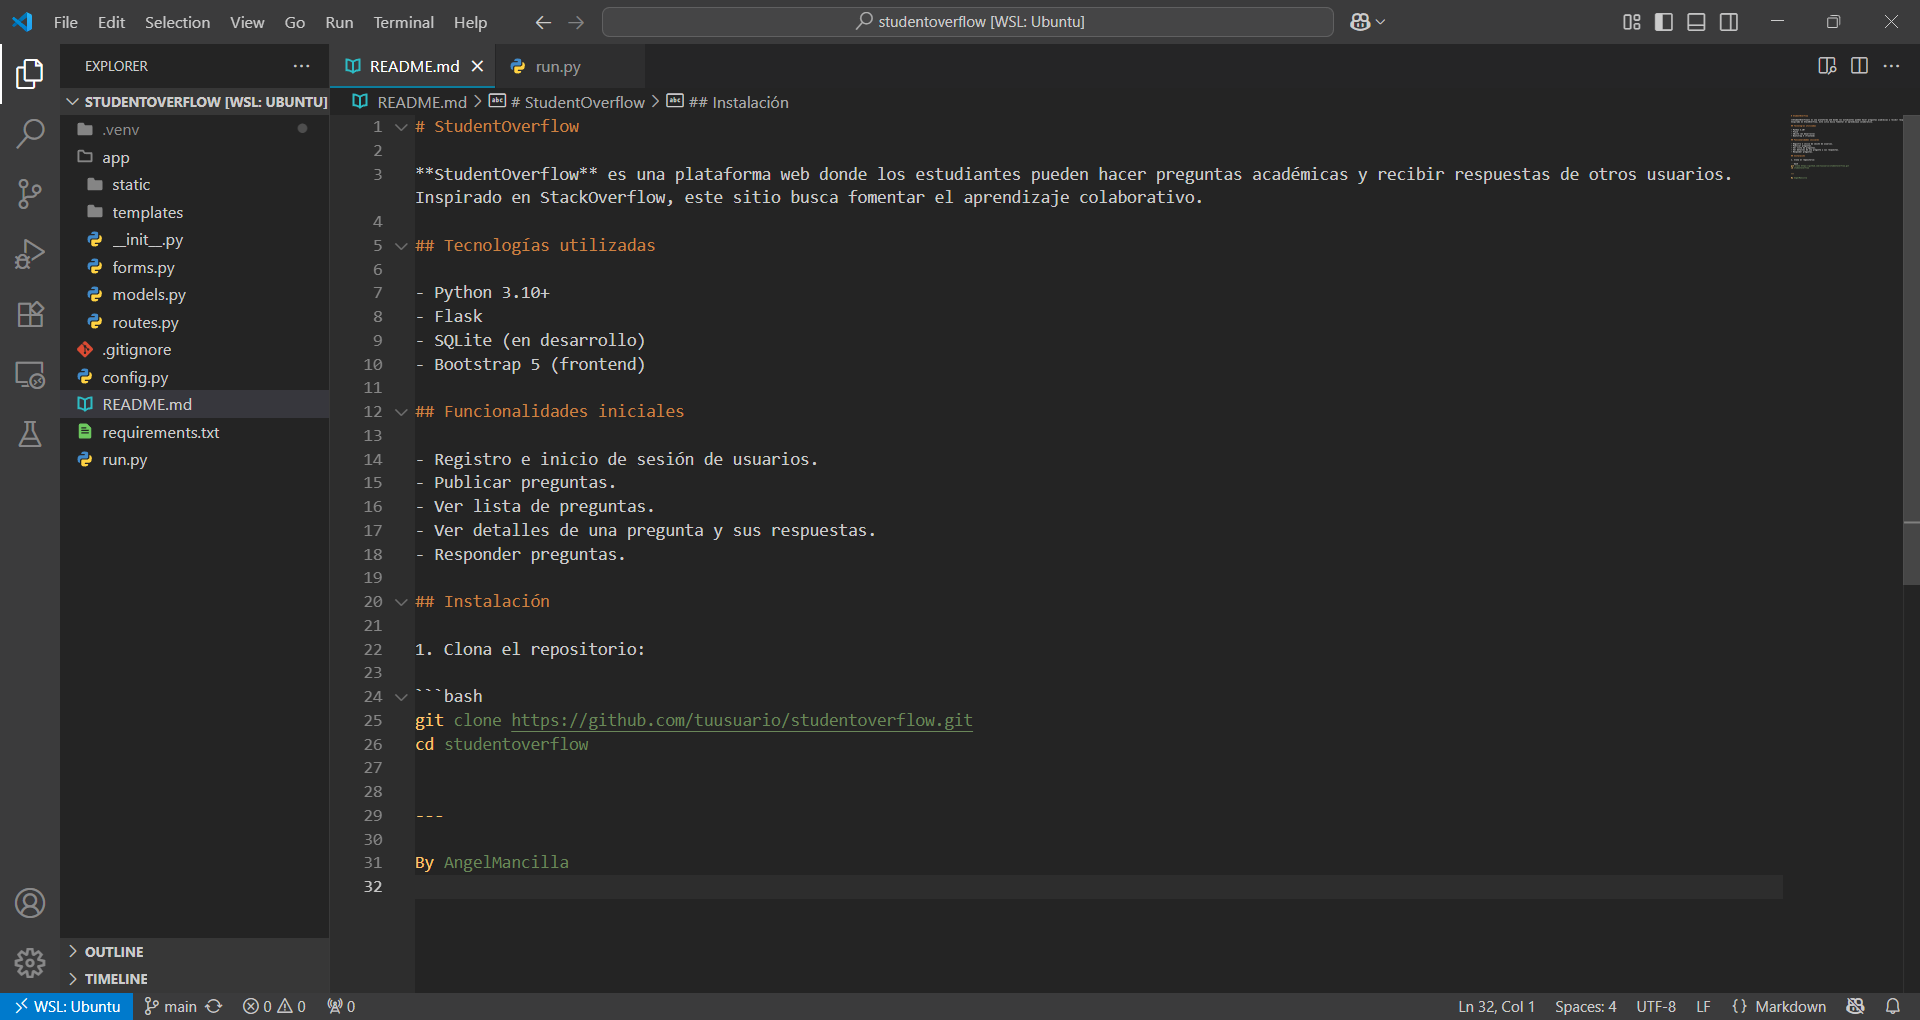 File Edit Selection View Go Run Terminal Help
studentoverflow [WSL: Ubuntu]
EXPLORER
README.md
run.py
STUDENTOVERFLOW [WSL: UBUNTU]
README.md > # StudentOverflow > ## Instalación
.venv
app
static
templates
__init__.py
forms.py
models.py
routes.py
.gitignore
config.py
README.md
requirements.txt
run.py
OUTLINE
TIMELINE
1 # StudentOverflow
2
3 **StudentOverflow** es una plataforma web donde los estudiantes pueden hacer preguntas académicas y recibir respuestas de otros usuarios.
Inspirado en StackOverflow, este sitio busca fomentar el aprendizaje colaborativo.
4
5 ## Tecnologías utilizadas
6
7 - Python 3.10+
8 - Flask
9 - SQLite (en desarrollo)
10 - Bootstrap 5 (frontend)
11
12 ## Funcionalidades iniciales
13
14 - Registro e inicio de sesión de usuarios.
15 - Publicar preguntas.
16 - Ver lista de preguntas.
17 - Ver detalles de una pregunta y sus respuestas.
18 - Responder preguntas.
19
20 ## Instalación
21
22 1. Clona el repositorio:
23
24 ```bash
25 git clone https://github.com/tuusuario/studentoverflow.git
26 cd studentoverflow
27
28
29 ---
30
31 By AngelMancilla
32
WSL: Ubuntu main 0 0 0 Ln 32, Col 1 Spaces: 4 UTF-8 LF {} Markdown